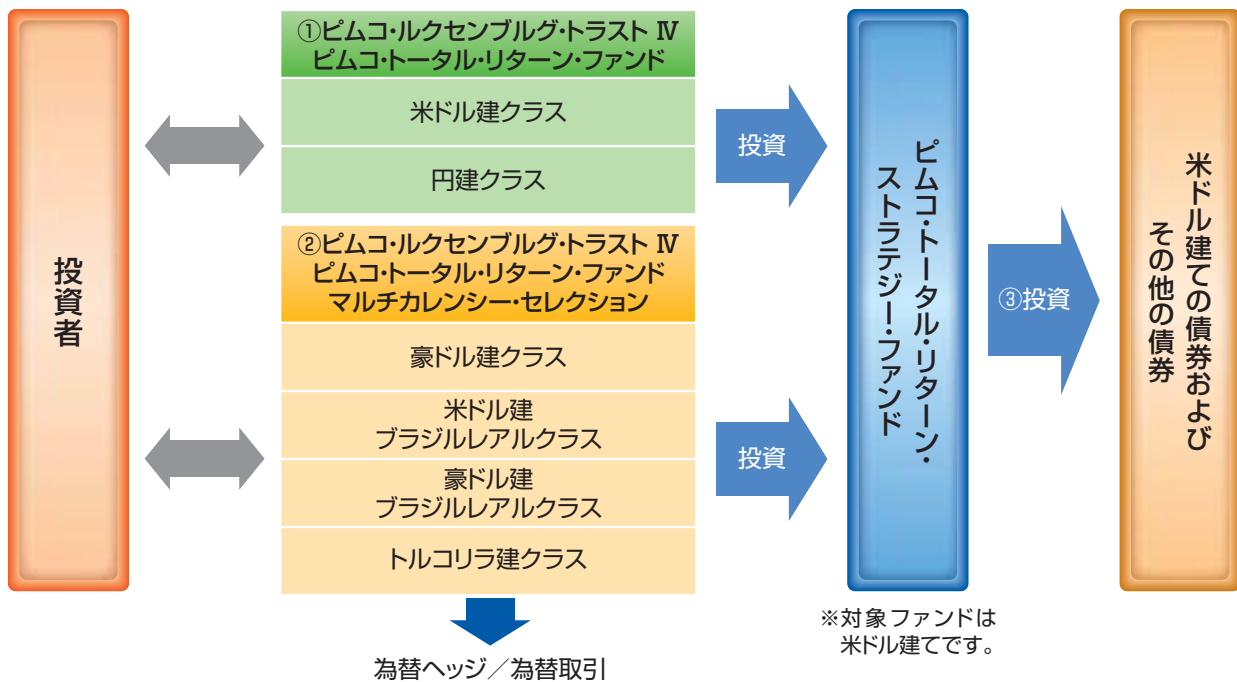 投資者
①ピムコ・ルクセンブルグ・トラスト Ⅳ
ピムコ・トータル・リターン・ファンド
米ドル建クラス
円建クラス
②ピムコ・ルクセンブルグ・トラスト Ⅳ
ピムコ・トータル・リターン・ファンド
マルチカレンシー・セレクション
豪ドル建クラス
米ドル建
ブラジルレアルクラス
豪ドル建
ブラジルレアルクラス
トルコリラ建クラス
為替ヘッジ／為替取引
投資
投資
ピムコ・トータル・リターン・
ストラテジー・ファンド
※対象ファンドは
米ドル建てです。
③投資
米ドル建ての債券および
その他の債券